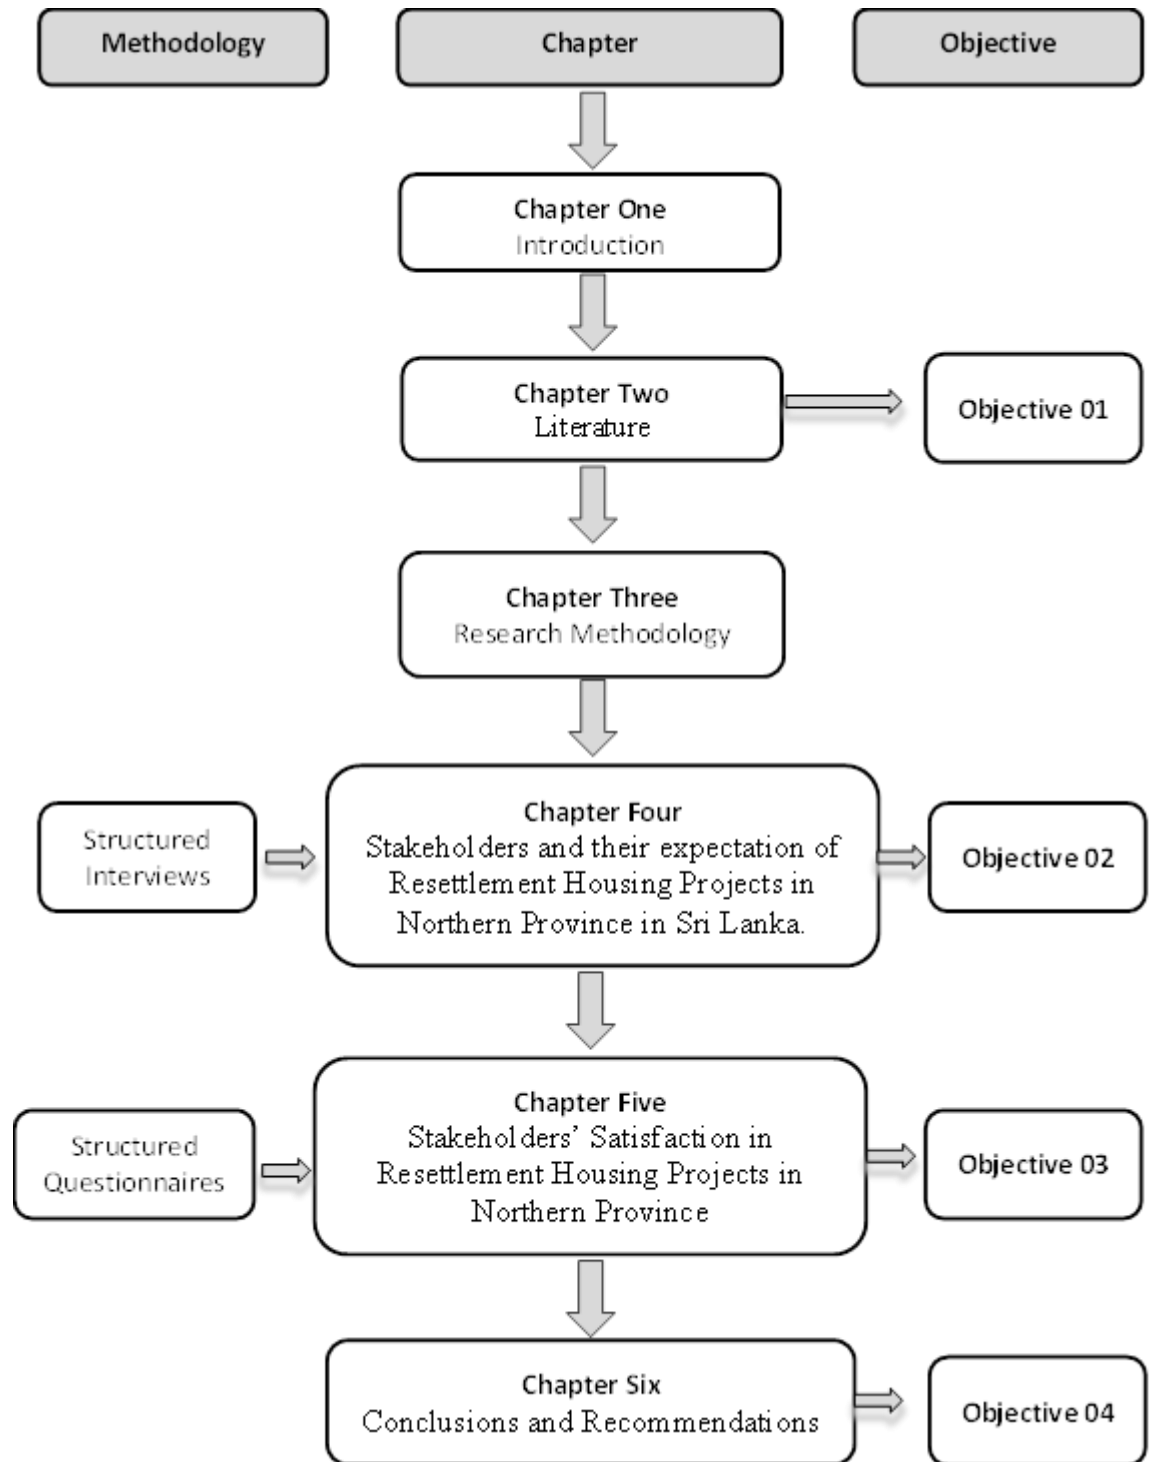 Methodology
Chapter
Objective
Chapter One
Introduction
Chapter Two
Literature
Objective 01
Chapter Three
Research Methodology
Structured
Interviews
Chapter Four
Stakeholders and their expectation of
Resettlement Housing Projects in
Northern Province in Sri Lanka.
Objective 02
Structured
Questionnaires
Chapter Five
Stakeholders’ Satisfaction in
Resettlement Housing Projects in
Northern Province
Objective 03
Chapter Six
Conclusions and Recommendations
Objective 04